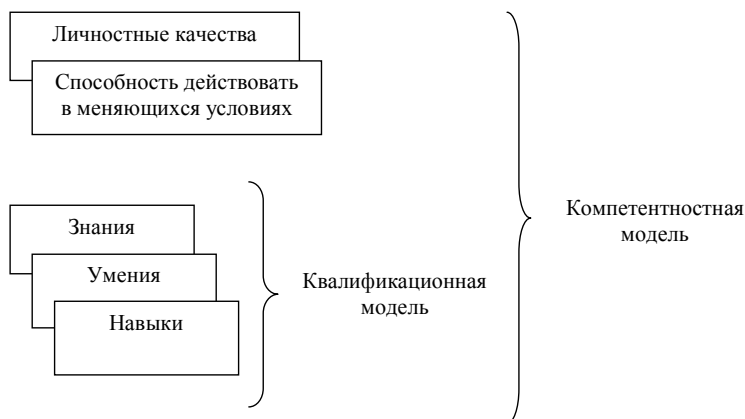 Личностные качества
Способность действовать
в меняющихся условиях
Знания
Умения
Навыки
Квалификационная
модель
Компетентностная
модель